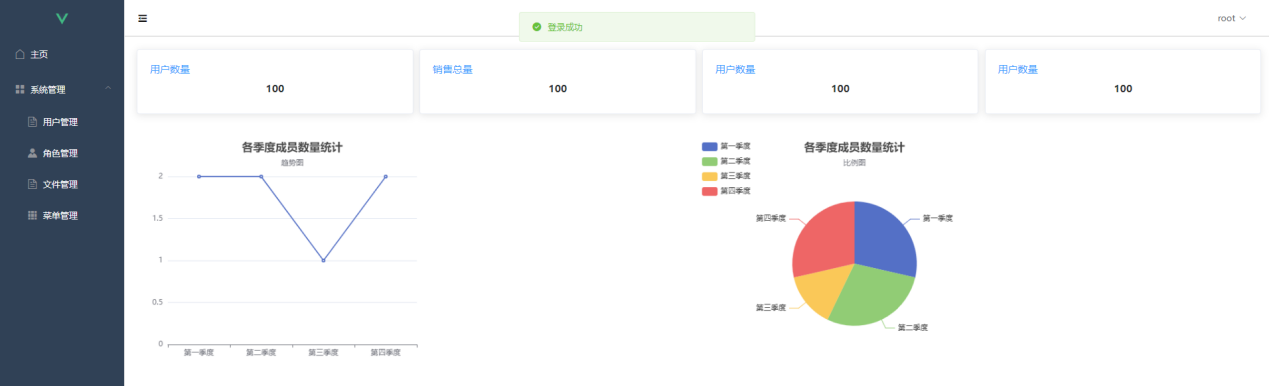 登录成功
root
主页
系统管理
用户管理
角色管理
文件管理
菜单管理
用户数量
100
销售总量
100
用户数量
100
用户数量
100
各季度成员数量统计
趋势图
2
1.5
1
0.5
0
第一季度
第二季度
第三季度
第四季度
第一季度
第二季度
第三季度
第四季度
各季度成员数量统计
比例图
第四季度
第一季度
第三季度
第二季度